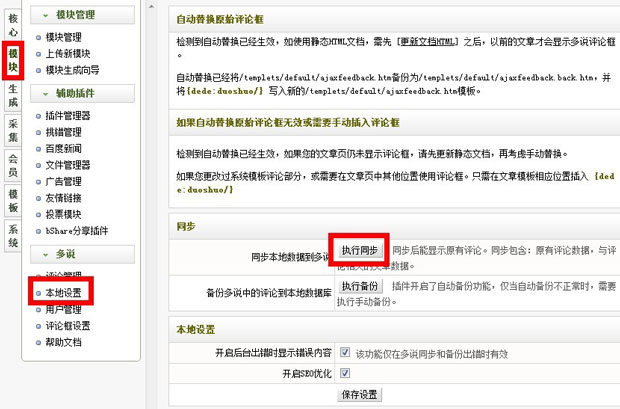 核心
模块
生成
采集
会员
模板
系统
模块管理
模块管理
上传新模块
模块生成向导
辅助插件
插件管理器
挑错管理
百度新闻
文件管理器
广告管理
友情链接
投票模块
bShare分享插件
多说
评论管理
本地设置
用户管理
评论框设置
帮助文档
自动替换原始评论框
检测到自动替换已经生效，如使用静态HTML文档，需先 [更新文档HTML] 之后，以前的文章才会显示多说评论框
。
自动替换已经将/templets/default/ajaxfeedback.htm备份为/templets/default/ajaxfeedback.back.htm，并
将{dede:duoshuo/} 写入新的/templets/default/ajaxfeedback.htm模板。
如果自动替换原始评论框无效或需要手动插入评论框
检测到自动替换已经生效，如果您的文章页仍未显示评论框，请先更新静态文档，再考虑手动替换。
如果您更改过系统模板评论部分，或需要在文章页中其他位置使用评论框。只需在文章模板相应位置插入 {ded
e:duoshuo/}
同步
同步本地数据到多说 执行同步 同步后能显示原有评论。同步包含：原有评论数据，与评
论相关的文章数据。
备份多说中的评论到本地数据库 执行备份 插件开启了自动备份功能，仅当自动备份不正常时，需要
执行手动备份。
本地设置
开启后台出错时显示错误内容 该功能仅在多说同步和备份出错时有效
开启SEO优化
保存设置